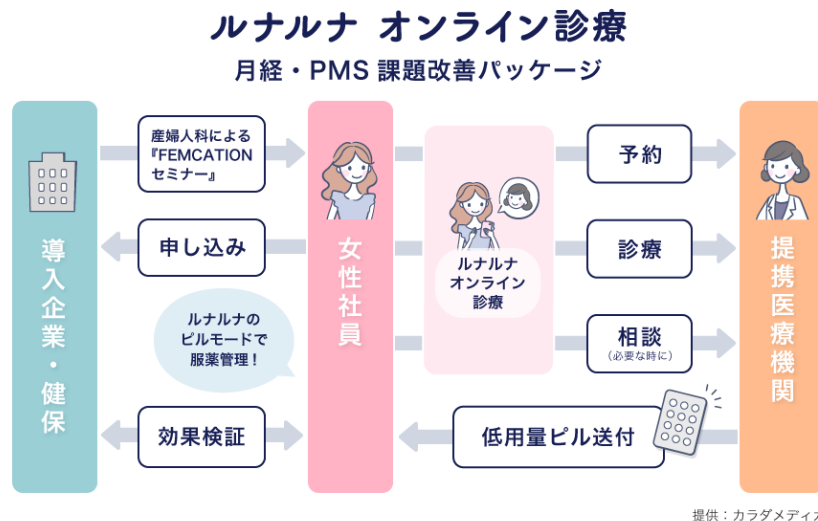 ルナルナ オンライン診療
月経・PMS 課題改善パッケージ
導入企業・健保
産婦人科による
『FEMCATION
セミナー』
申し込み
ルナルナの
ピルモードで
服薬管理！
効果検証
女性社員
ルナルナ
オンライン
診療
予約
診療
相談
（必要な時に）
低用量ピル送付
提携医療機関
提供：カラダメディカ